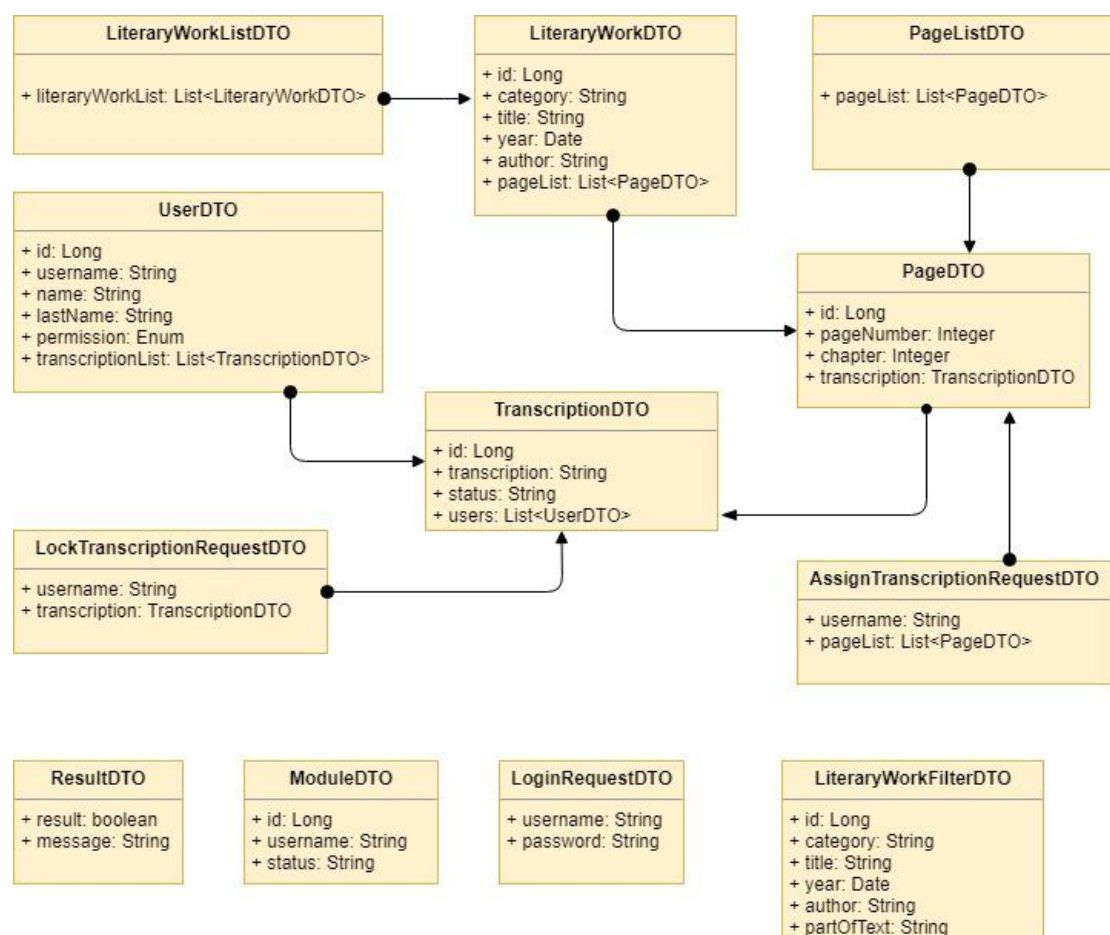 LiteraryWorkListDTO
+ literaryWorkList: List<LiteraryWorkDTO>
LiteraryWorkDTO
+ id: Long
+ category: String
+ title: String
+ year: Date
+ author: String
+ pageList: List<PageDTO>
PageListDTO
+ pageList: List<PageDTO>
UserDTO
+ id: Long
+ username: String
+ name: String
+ lastName: String
+ permission: Enum
+ transcriptionList: List<TranscriptionDTO>
PageDTO
+ id: Long
+ pageNumber: Integer
+ chapter: Integer
+ transcription: TranscriptionDTO
TranscriptionDTO
+ id: Long
+ transcription: String
+ status: String
+ users: List<UserDTO>
LockTranscriptionRequestDTO
+ username: String
+ transcription: TranscriptionDTO
AssignTranscriptionRequestDTO
+ username: String
+ pageList: List<PageDTO>
ResultDTO
+ result: boolean
+ message: String
ModuleDTO
+ id: Long
+ username: String
+ status: String
LoginRequestDTO
+ username: String
+ password: String
LiteraryWorkFilterDTO
+ id: Long
+ category: String
+ title: String
+ year: Date
+ author: String
+ partOfText: String